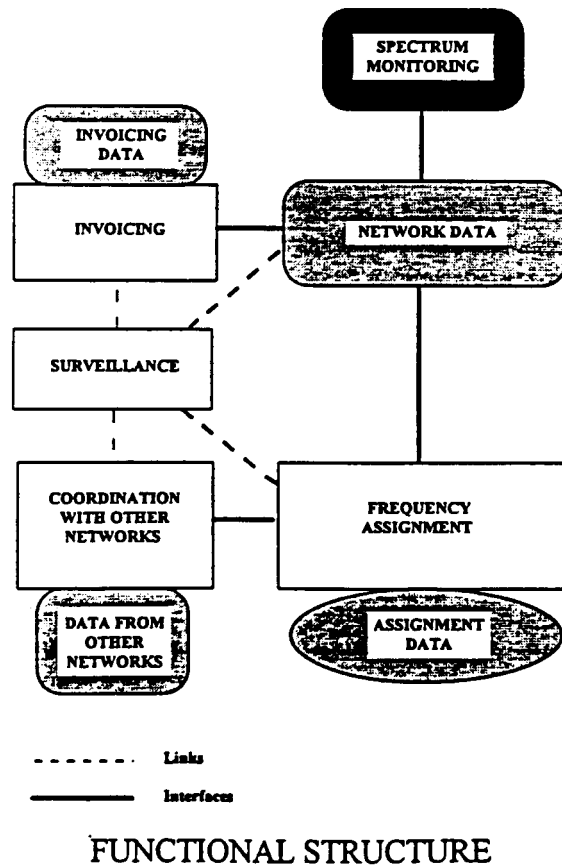 SPECTRUM
MONITORING
INVOICING
DATA
INVOICING
NETWORK DATA
SURVEILLANCE
COORDINATION
WITH OTHER
NETWORKS
FREQUENCY
ASSIGNMENT
DATA FROM
OTHER
NETWORKS
ASSIGNMENT
DATA
Links
Interfaces
FUNCTIONAL STRUCTURE